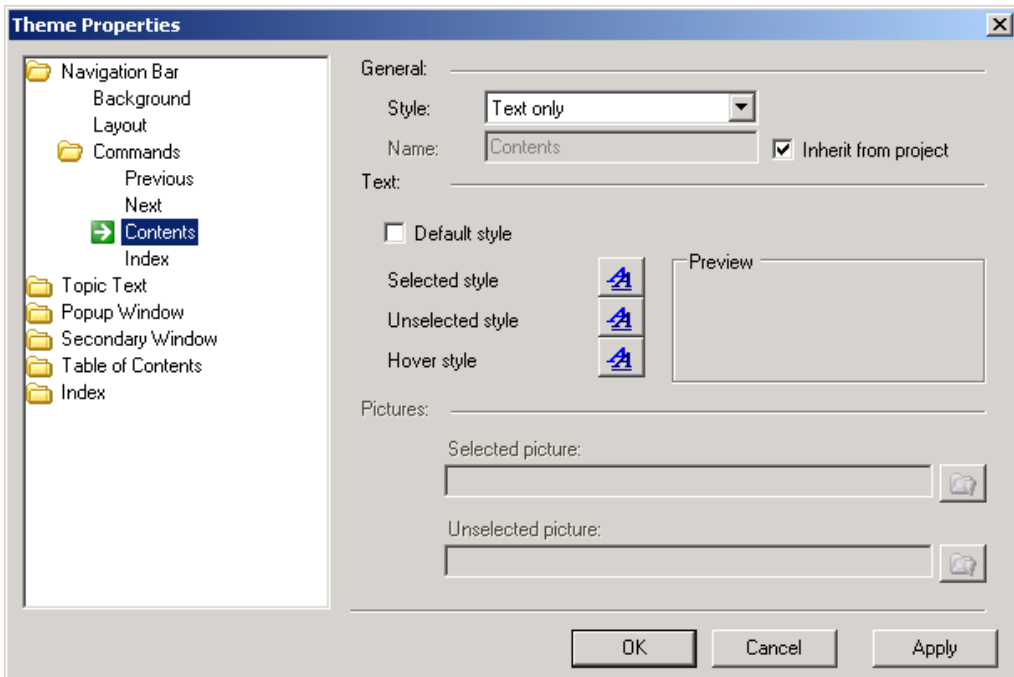 Theme Properties
Navigation Bar
Background
Layout
Commands
Previous
Next
Contents
Index
Topic Text
Popup Window
Secondary Window
Table of Contents
Index
General:
Style: Text only
Name: Contents Inherit from project
Text:
Default style
Selected style
Unselected style
Hover style
Preview
Pictures:
Selected picture:
Unselected picture:
OK Cancel Apply